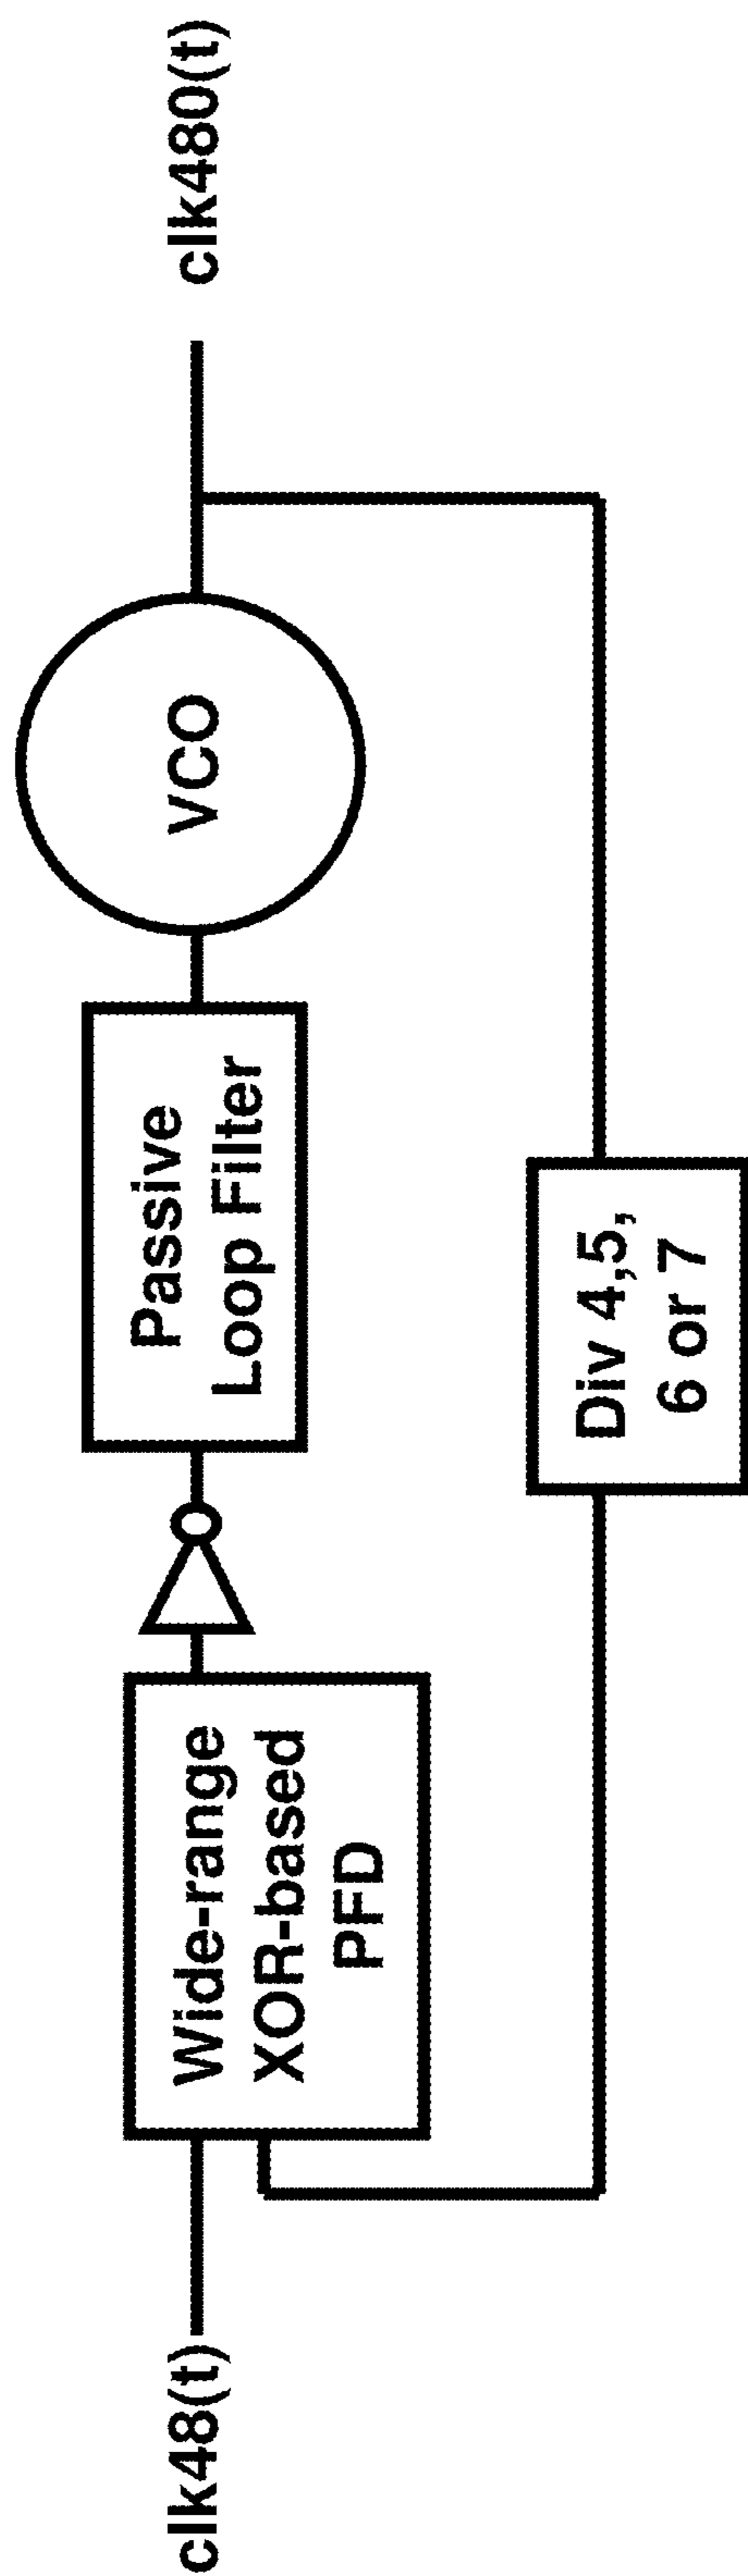 clk48(t)
Wide-range
XOR-based
PFD
Passive
Loop Filter
VCO
clk480(t)
Div 4,5,
6 or 7